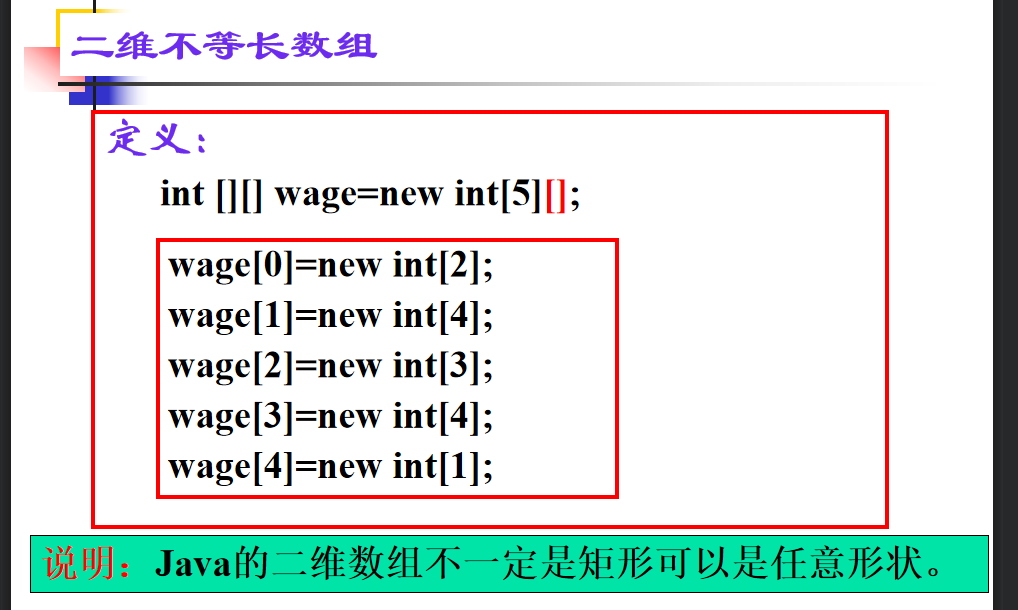 二维不等长数组
定义：
int [][] wage=new int[5][];
wage[0]=new int[2];
wage[1]=new int[4];
wage[2]=new int[3];
wage[3]=new int[4];
wage[4]=new int[1];
说明：Java的二维数组不一定是矩形可以是任意形状。